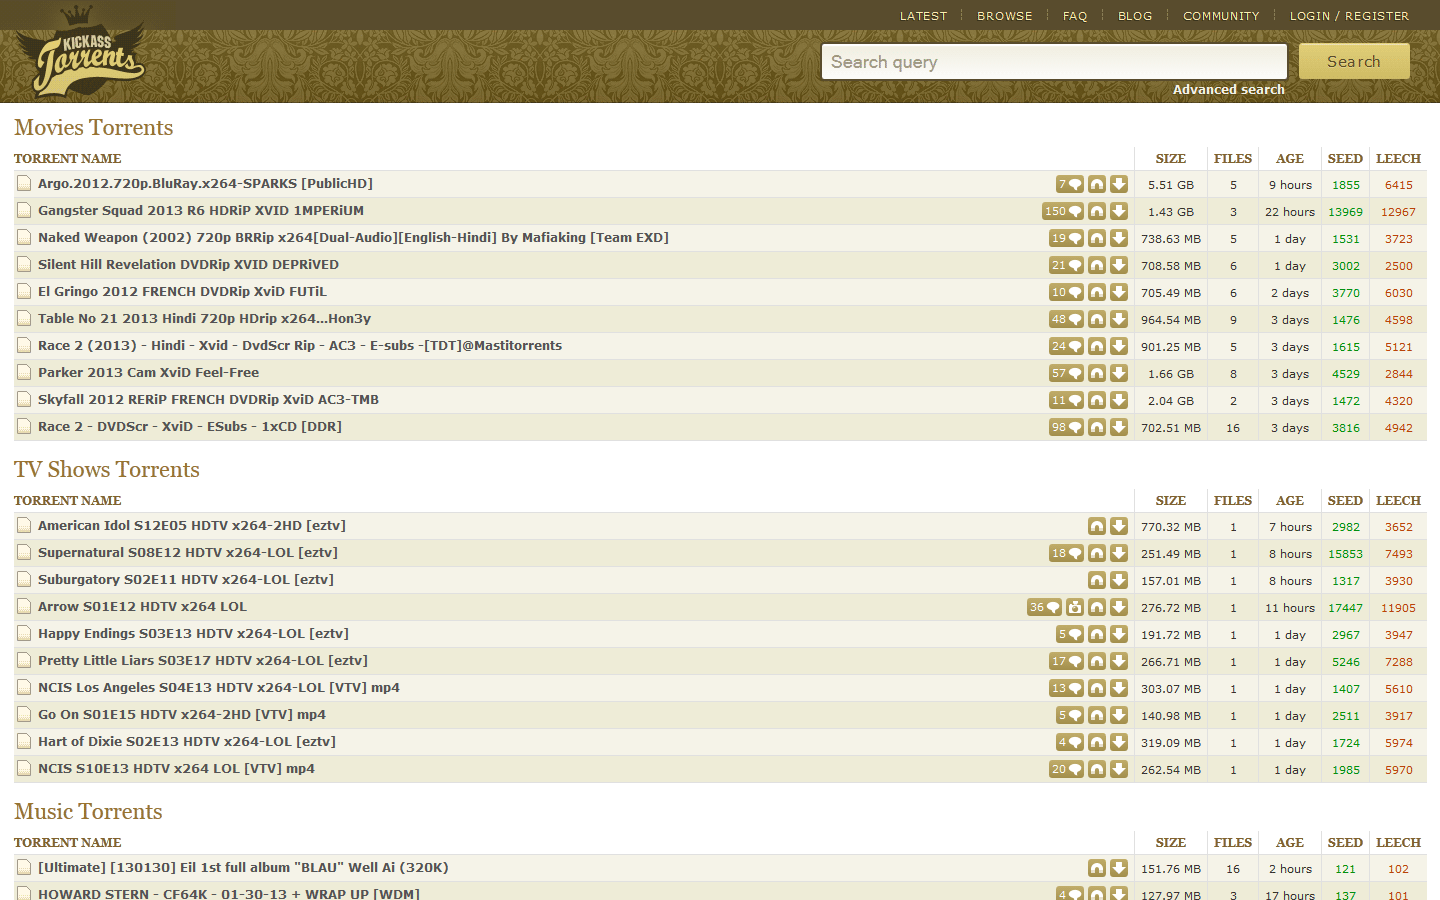 LATEST BROWSE FAQ BLOG COMMUNITY LOGIN / REGISTER
KICKASS
Torrents
Search query Search
Advanced search
Movies Torrents
TORRENT NAME SIZE FILES AGE SEED LEECH
Argo.2012.720p.BluRay.x264-SPARKS [PublicHD] 7 5.51 GB 5 9 hours 1855 6415
Gangster Squad 2013 R6 HDRiP XVID 1MPERiUM 150 1.43 GB 3 22 hours 13969 12967
Naked Weapon (2002) 720p BRRip x264[Dual-Audio][English-Hindi] By Mafiaking [Team EXD] 19 738.63 MB 5 1 day 1531 3723
Silent Hill Revelation DVDRip XVID DEPRiVED 21 708.58 MB 6 1 day 3002 2500
El Gringo 2012 FRENCH DVDRip XviD FUTiL 10 705.49 MB 6 2 days 3770 6030
Table No 21 2013 Hindi 720p HDrip x264...Hon3y 48 964.54 MB 9 3 days 1476 4598
Race 2 (2013) - Hindi - Xvid - DvdScr Rip - AC3 - E-subs -[TDT]@Mastitorrents 24 901.25 MB 5 3 days 1615 5121
Parker 2013 Cam XviD Feel-Free 57 1.66 GB 8 3 days 4529 2844
Skyfall 2012 RERiP FRENCH DVDRip XviD AC3-TMB 11 2.04 GB 2 3 days 1472 4320
Race 2 - DVDScr - XviD - ESubs - 1xCD [DDR] 98 702.51 MB 16 3 days 3816 4942
TV Shows Torrents
TORRENT NAME SIZE FILES AGE SEED LEECH
American Idol S12E05 HDTV x264-2HD [eztv] 770.32 MB 1 7 hours 2982 3652
Supernatural S08E12 HDTV x264-LOL [eztv] 18 251.49 MB 1 8 hours 15853 7493
Suburgatory S02E11 HDTV x264-LOL [eztv] 157.01 MB 1 8 hours 1317 3930
Arrow S01E12 HDTV x264 LOL 36 276.72 MB 1 11 hours 17447 11905
Happy Endings S03E13 HDTV x264-LOL [eztv] 5 191.72 MB 1 1 day 2967 3947
Pretty Little Liars S03E17 HDTV x264-LOL [eztv] 17 266.71 MB 1 1 day 5246 7288
NCIS Los Angeles S04E13 HDTV x264-LOL [VTV] mp4 13 303.07 MB 1 1 day 1407 5610
Go On S01E15 HDTV x264-2HD [VTV] mp4 5 140.98 MB 1 1 day 2511 3917
Hart of Dixie S02E13 HDTV x264-LOL [eztv] 4 319.09 MB 1 1 day 1724 5974
NCIS S10E13 HDTV x264 LOL [VTV] mp4 20 262.54 MB 1 1 day 1985 5970
Music Torrents
TORRENT NAME SIZE FILES AGE SEED LEECH
[Ultimate] [130130] Eil 1st full album "BLAU" Well Ai (320K) 151.76 MB 16 2 hours 121 102
HOWARD STERN - CF64K - 01-30-13 + WRAP UP [WDM] 4 127.97 MB 3 17 hours 137 101